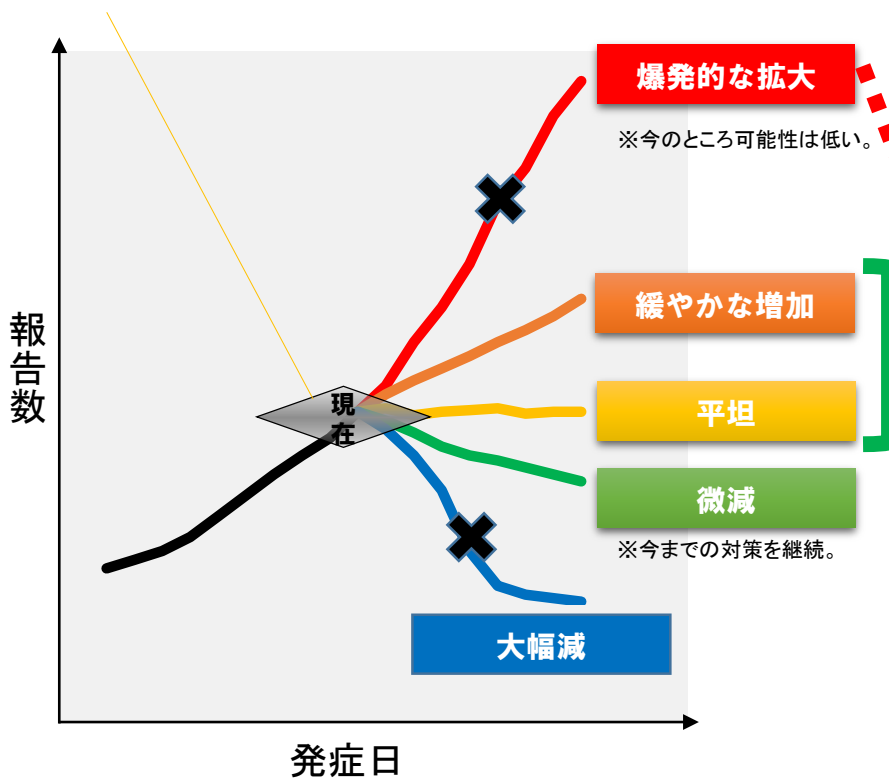 爆発的な拡大
※今のところ可能性は低い。
緩やかな増加
報告数
現在
平坦
微減
※今までの対策を継続。
大幅減
発症日